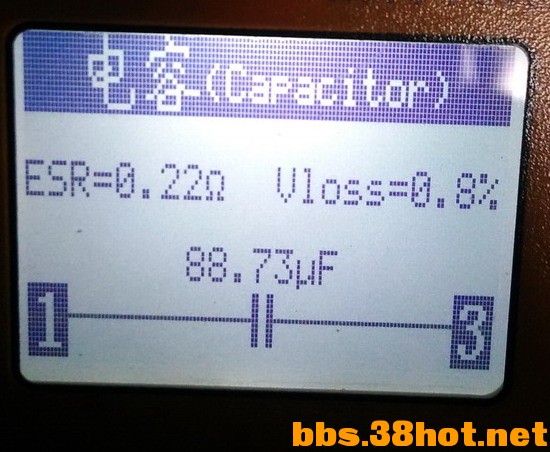 电容(Capacitor)
ESR=0.22Ω Vloss=0.8%
88.73µF
1 3
bbs.38hot.net